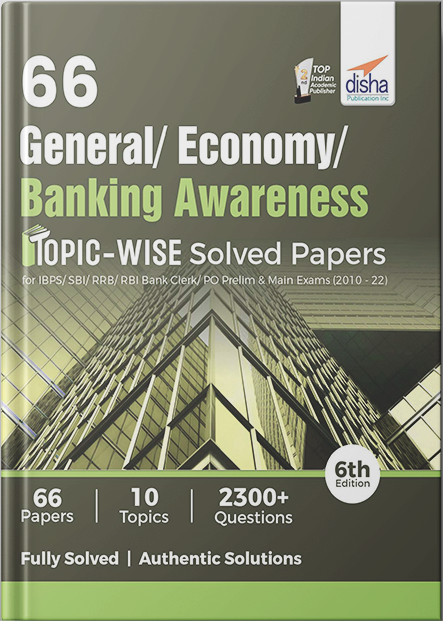 66
TOP
Indian
Academic
Publisher
disha
Publication Inc
General/ Economy/
Banking Awareness
TOPIC-WISE Solved Papers
for IBPS/ SBI/ RRB/ RBI Bank Clerk/ PO Prelim & Main Exams (2010 - 22)
6th
Edition
66
Papers
10
Topics
2300+
Questions
Fully Solved | Authentic Solutions